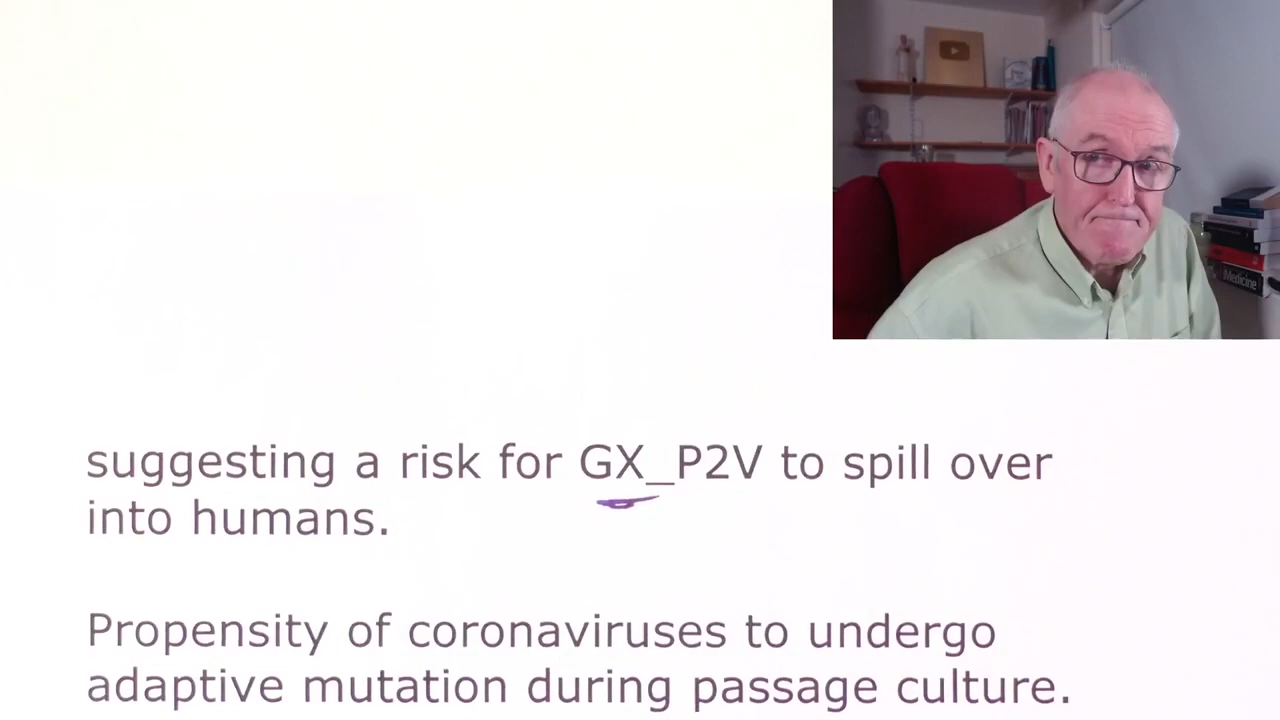 iMedicine
suggesting a risk for GX_P2V to spill over
into humans.
Propensity of coronaviruses to undergo
adaptive mutation during passage culture.